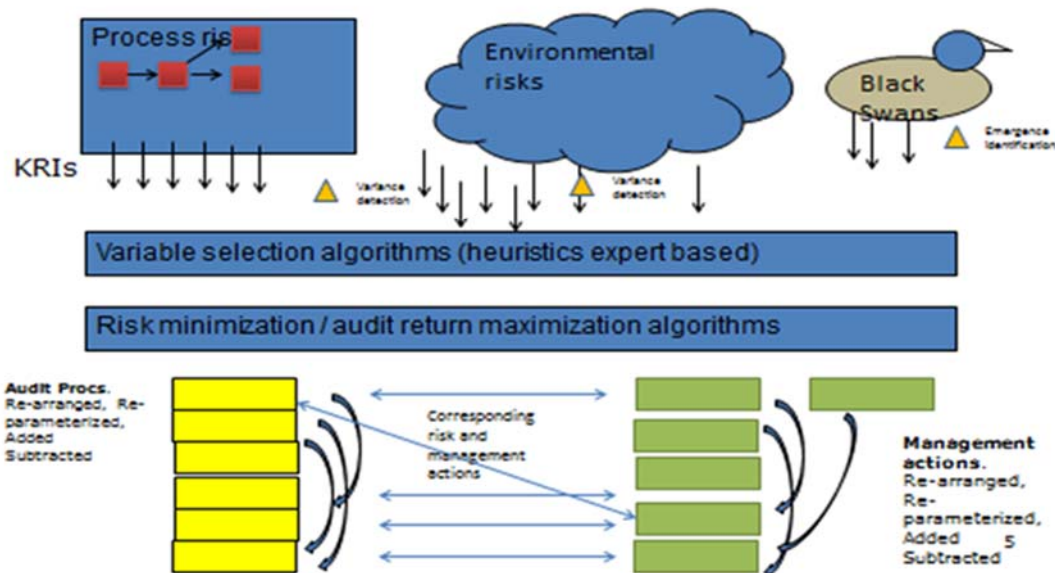 Process ris
Environmental
risks
Black
Swans
Emergence
identification
KRIs
Variance
detection
Variance
detection
Variable selection algorithms (heuristics expert based)
Risk minimization / audit return maximization algorithms
Audit Procs.
Re-arranged, Re-
parameterized,
Added
Subtracted
Corresponding
risk and
management
actions
Management
actions.
Re-arranged,
Re-
parameterized,
Added 5
Subtracted